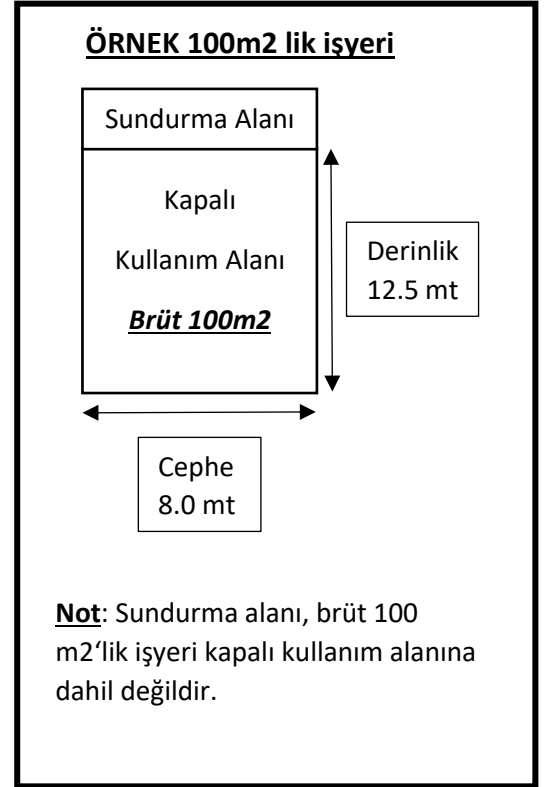 ÖRNEK 100m2 lik işyeri
Sundurma Alanı
Kapalı
Kullanım Alanı
Brüt 100m2
Derinlik
12.5 mt
Cephe
8.0 mt
Not: Sundurma alanı, brüt 100
m2‘lik işyeri kapalı kullanım alanına
dahil değildir.